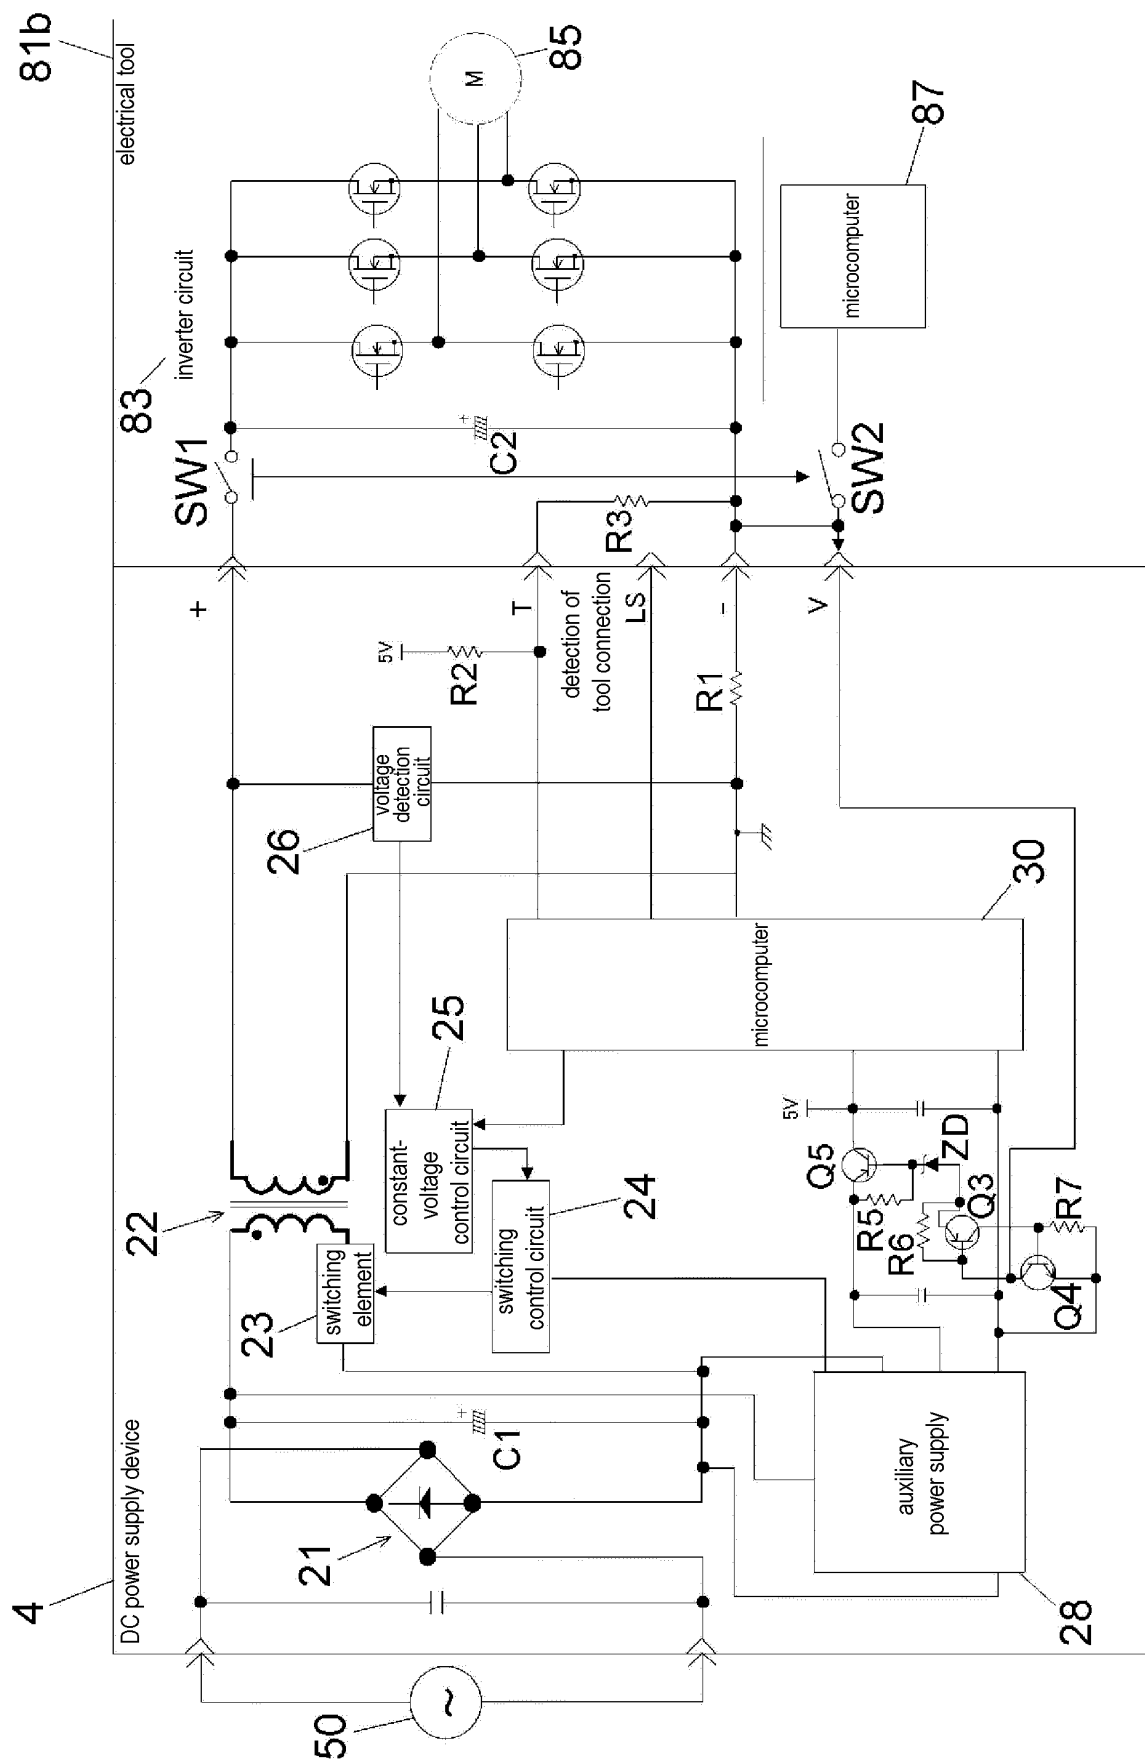 4
DC power supply device
81b
electrical tool
83
inverter circuit
50
21
C1
22
23
switching
element
24
switching
control circuit
25
constant-
voltage
control circuit
26
voltage
detection
circuit
+
SW1
C2
M
85
5V
R2
T
detection of
tool connection
LS
R3
-
R1
V
SW2
87
microcomputer
30
microcomputer
28
auxiliary
power supply
5V
Q5
ZD
R5
R6
Q3
R7
Q4
+
+
~